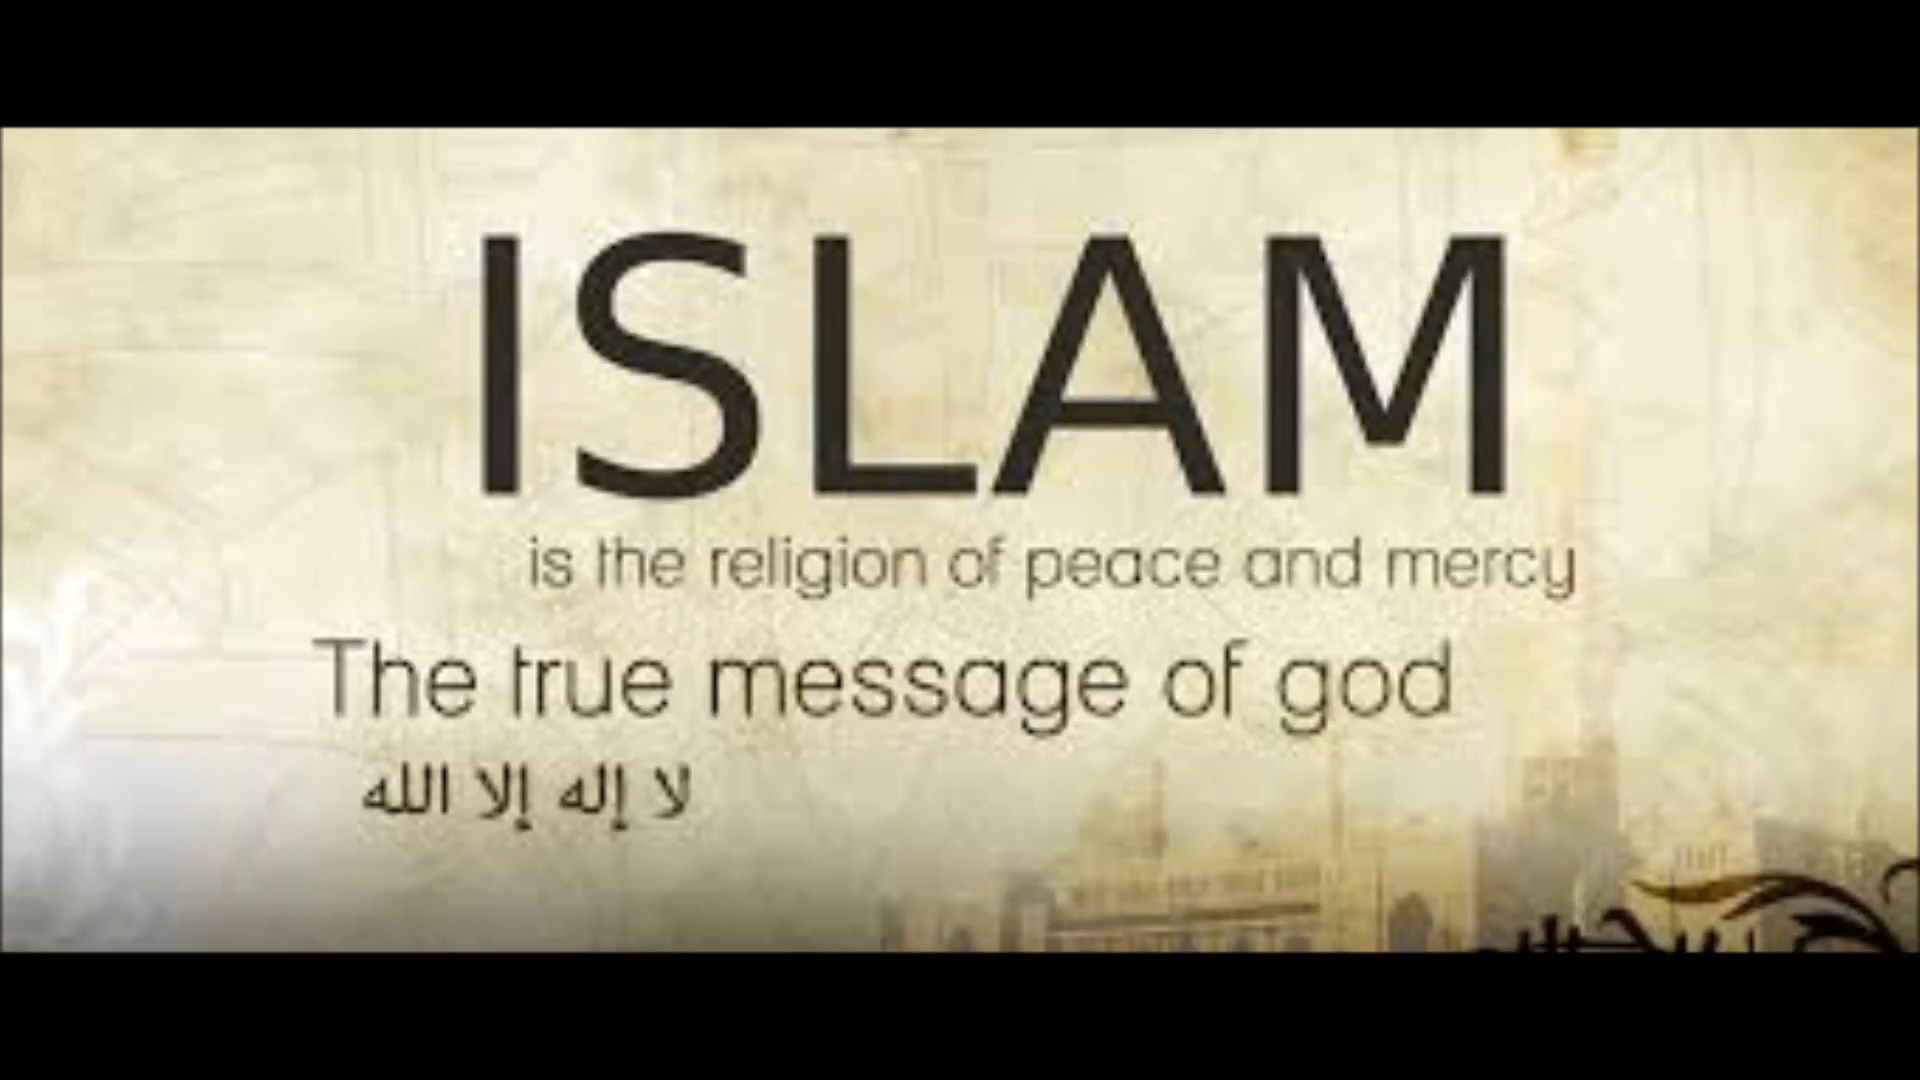 ISLAM
is the religion of peace and mercy
The true message of god
لا إله إلا الله